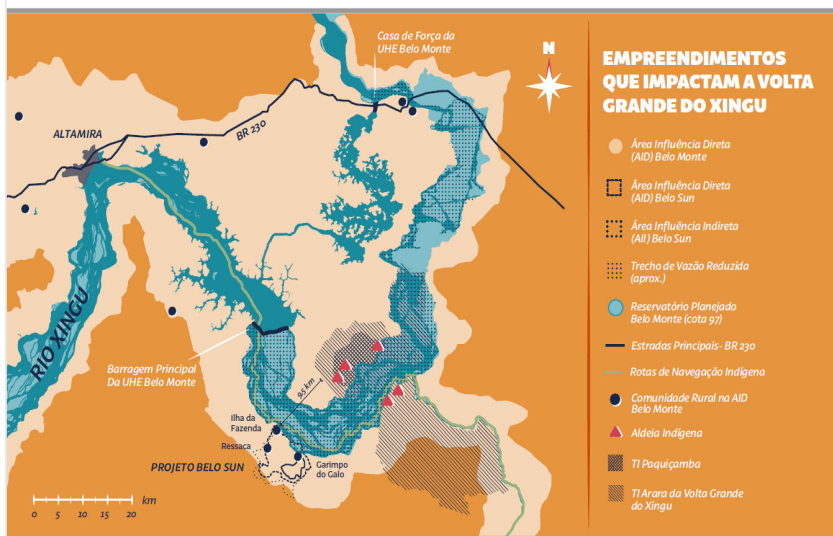 Casa de Força da
UHE Belo Monte
N
ALTAMIRA
BR 230
RIO XINGU
Barragem Principal
Da UHE Belo Monte
9.5 km
Ilha da
Fazenda
Ressaca
PROJETO BELO SUN
Garimpo
do Galo
km
0 5 10 15 20
EMPREENDIMENTOS
QUE IMPACTAM A VOLTA
GRANDE DO XINGU
Área Influência Direta
(AID) Belo Monte
Área Influência Direta
(AID) Belo Sun
Área Influência Indireta
(AII) Belo Sun
Trecho de Vazão Reduzida
(aprox.)
Reservatório Planejado
Belo Monte (cota 97)
Estradas Principais- BR 230
Rotas de Navegação Indígena
Comunidade Rural na AID
Belo Monte
Aldeia Indígena
TI Paquiçamba
TI Arara da Volta Grande
do Xingu